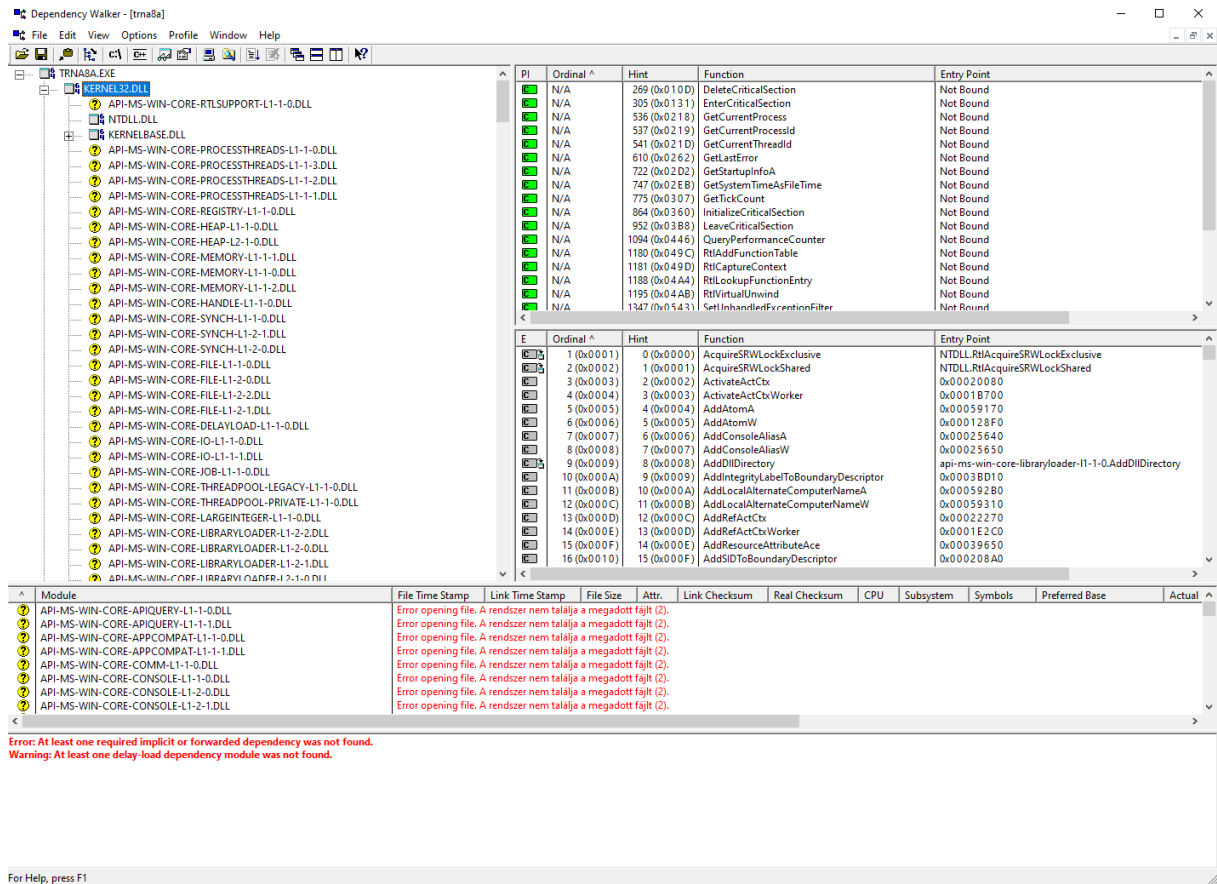 Dependency Walker - [trna8a]
File Edit View Options Profile Window Help
TRNA8A.EXE
KERNEL32.DLL
API-MS-WIN-CORE-RTLSUPPORT-L1-1-0.DLL
NTDLL.DLL
KERNELBASE.DLL
API-MS-WIN-CORE-PROCESSTHREADS-L1-1-0.DLL
API-MS-WIN-CORE-PROCESSTHREADS-L1-1-3.DLL
API-MS-WIN-CORE-PROCESSTHREADS-L1-1-2.DLL
API-MS-WIN-CORE-PROCESSTHREADS-L1-1-1.DLL
API-MS-WIN-CORE-REGISTRY-L1-1-0.DLL
API-MS-WIN-CORE-HEAP-L1-1-0.DLL
API-MS-WIN-CORE-HEAP-L2-1-0.DLL
API-MS-WIN-CORE-MEMORY-L1-1-1.DLL
API-MS-WIN-CORE-MEMORY-L1-1-0.DLL
API-MS-WIN-CORE-MEMORY-L1-1-2.DLL
API-MS-WIN-CORE-HANDLE-L1-1-0.DLL
API-MS-WIN-CORE-SYNCH-L1-1-0.DLL
API-MS-WIN-CORE-SYNCH-L1-2-1.DLL
API-MS-WIN-CORE-SYNCH-L1-2-0.DLL
API-MS-WIN-CORE-FILE-L1-1-0.DLL
API-MS-WIN-CORE-FILE-L1-2-0.DLL
API-MS-WIN-CORE-FILE-L1-2-2.DLL
API-MS-WIN-CORE-FILE-L1-2-1.DLL
API-MS-WIN-CORE-DELAYLOAD-L1-1-0.DLL
API-MS-WIN-CORE-IO-L1-1-0.DLL
API-MS-WIN-CORE-IO-L1-1-1.DLL
API-MS-WIN-CORE-JOB-L1-1-0.DLL
API-MS-WIN-CORE-THREADPOOL-LEGACY-L1-1-0.DLL
API-MS-WIN-CORE-THREADPOOL-PRIVATE-L1-1-0.DLL
API-MS-WIN-CORE-LARGEINTEGER-L1-1-0.DLL
API-MS-WIN-CORE-LIBRARYLOADER-L1-2-2.DLL
API-MS-WIN-CORE-LIBRARYLOADER-L1-2-0.DLL
API-MS-WIN-CORE-LIBRARYLOADER-L1-2-1.DLL
API-MS-WIN-CORE-LIBRARYLOADER-L2-1-0.DLL
PI Ordinal ^ Hint Function Entry Point
C N/A 269 (0x010D) DeleteCriticalSection Not Bound
C N/A 305 (0x0131) EnterCriticalSection Not Bound
C N/A 536 (0x0218) GetCurrentProcess Not Bound
C N/A 537 (0x0219) GetCurrentProcessId Not Bound
C N/A 541 (0x021D) GetCurrentThreadId Not Bound
C N/A 610 (0x0262) GetLastError Not Bound
C N/A 722 (0x02D2) GetStartupInfoA Not Bound
C N/A 747 (0x02EB) GetSystemTimeAsFileTime Not Bound
C N/A 775 (0x0307) GetTickCount Not Bound
C N/A 864 (0x0360) InitializeCriticalSection Not Bound
C N/A 952 (0x03B8) LeaveCriticalSection Not Bound
C N/A 1094 (0x0446) QueryPerformanceCounter Not Bound
C N/A 1180 (0x049C) RtlAddFunctionTable Not Bound
C N/A 1181 (0x049D) RtlCaptureContext Not Bound
C N/A 1188 (0x04A4) RtlLookupFunctionEntry Not Bound
C N/A 1195 (0x04AB) RtlVirtualUnwind Not Bound
C N/A 1347 (0x0543) SetUnhandledExceptionFilter Not Bound
E Ordinal ^ Hint Function Entry Point
C 1 (0x0001) 0 (0x0000) AcquireSRWLockExclusive NTDLL.RtlAcquireSRWLockExclusive
C 2 (0x0002) 1 (0x0001) AcquireSRWLockShared NTDLL.RtlAcquireSRWLockShared
C 3 (0x0003) 2 (0x0002) ActivateActCtx 0x00020080
C 4 (0x0004) 3 (0x0003) ActivateActCtxWorker 0x0001B700
C 5 (0x0005) 4 (0x0004) AddAtomA 0x00059170
C 6 (0x0006) 5 (0x0005) AddAtomW 0x000128F0
C 7 (0x0007) 6 (0x0006) AddConsoleAliasA 0x00025640
C 8 (0x0008) 7 (0x0007) AddConsoleAliasW 0x00025650
C 9 (0x0009) 8 (0x0008) AddDllDirectory api-ms-win-core-libraryloader-l1-1-0.AddDllDirectory
C 10 (0x000A) 9 (0x0009) AddIntegrityLabelToBoundaryDescriptor 0x0003BD10
C 11 (0x000B) 10 (0x000A) AddLocalAlternateComputerNameA 0x000592B0
C 12 (0x000C) 11 (0x000B) AddLocalAlternateComputerNameW 0x00059310
C 13 (0x000D) 12 (0x000C) AddRefActCtx 0x00022270
C 14 (0x000E) 13 (0x000D) AddRefActCtxWorker 0x0001E2C0
C 15 (0x000F) 14 (0x000E) AddResourceAttributeAce 0x00039650
C 16 (0x0010) 15 (0x000F) AddSIDToBoundaryDescriptor 0x000208A0
^ Module File Time Stamp Link Time Stamp File Size Attr. Link Checksum Real Checksum CPU Subsystem Symbols Preferred Base Actual
API-MS-WIN-CORE-APIQUERY-L1-1-0.DLL Error opening file. A rendszer nem találja a megadott fájlt (2).
API-MS-WIN-CORE-APIQUERY-L1-1-1.DLL Error opening file. A rendszer nem találja a megadott fájlt (2).
API-MS-WIN-CORE-APPCOMPAT-L1-1-0.DLL Error opening file. A rendszer nem találja a megadott fájlt (2).
API-MS-WIN-CORE-APPCOMPAT-L1-1-1.DLL Error opening file. A rendszer nem találja a megadott fájlt (2).
API-MS-WIN-CORE-COMM-L1-1-0.DLL Error opening file. A rendszer nem találja a megadott fájlt (2).
API-MS-WIN-CORE-CONSOLE-L1-1-0.DLL Error opening file. A rendszer nem találja a megadott fájlt (2).
API-MS-WIN-CORE-CONSOLE-L1-2-0.DLL Error opening file. A rendszer nem találja a megadott fájlt (2).
API-MS-WIN-CORE-CONSOLE-L1-2-1.DLL Error opening file. A rendszer nem találja a megadott fájlt (2).
Error: At least one required implicit or forwarded dependency was not found.
Warning: At least one delay-load dependency module was not found.
For Help, press F1